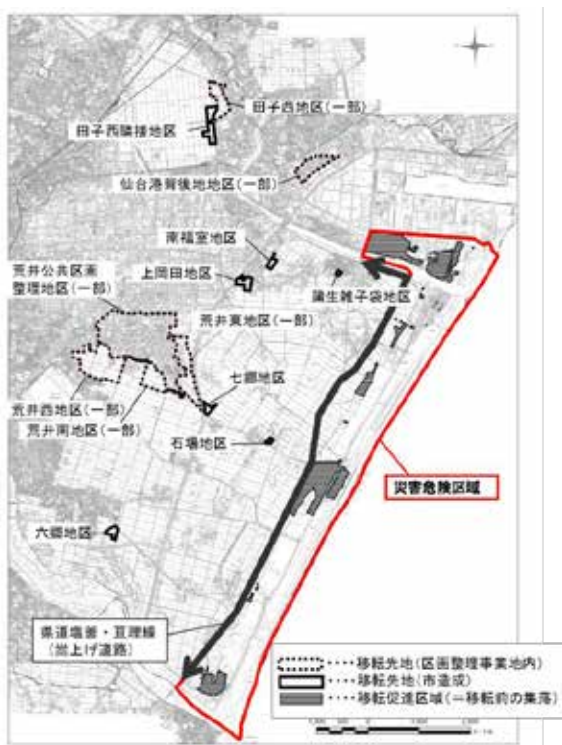 田子西地区(一部)
田子西隣接地区
仙台港背後地地区(一部)
南福室地区
上岡田地区
蒲生雑子袋地区
荒井公共区画
整理地区(一部)
荒井東地区(一部)
七郷地区
荒井西地区(一部)
荒井南地区(一部)
石場地区
災害危険区域
六郷地区
県道塩釜・亘理線
(嵩上げ道路)
・・・・移転先地(区画整理事業地内)
・・・・移転先地(市造成)
・・・・移転促進区域(=移転前の集落)